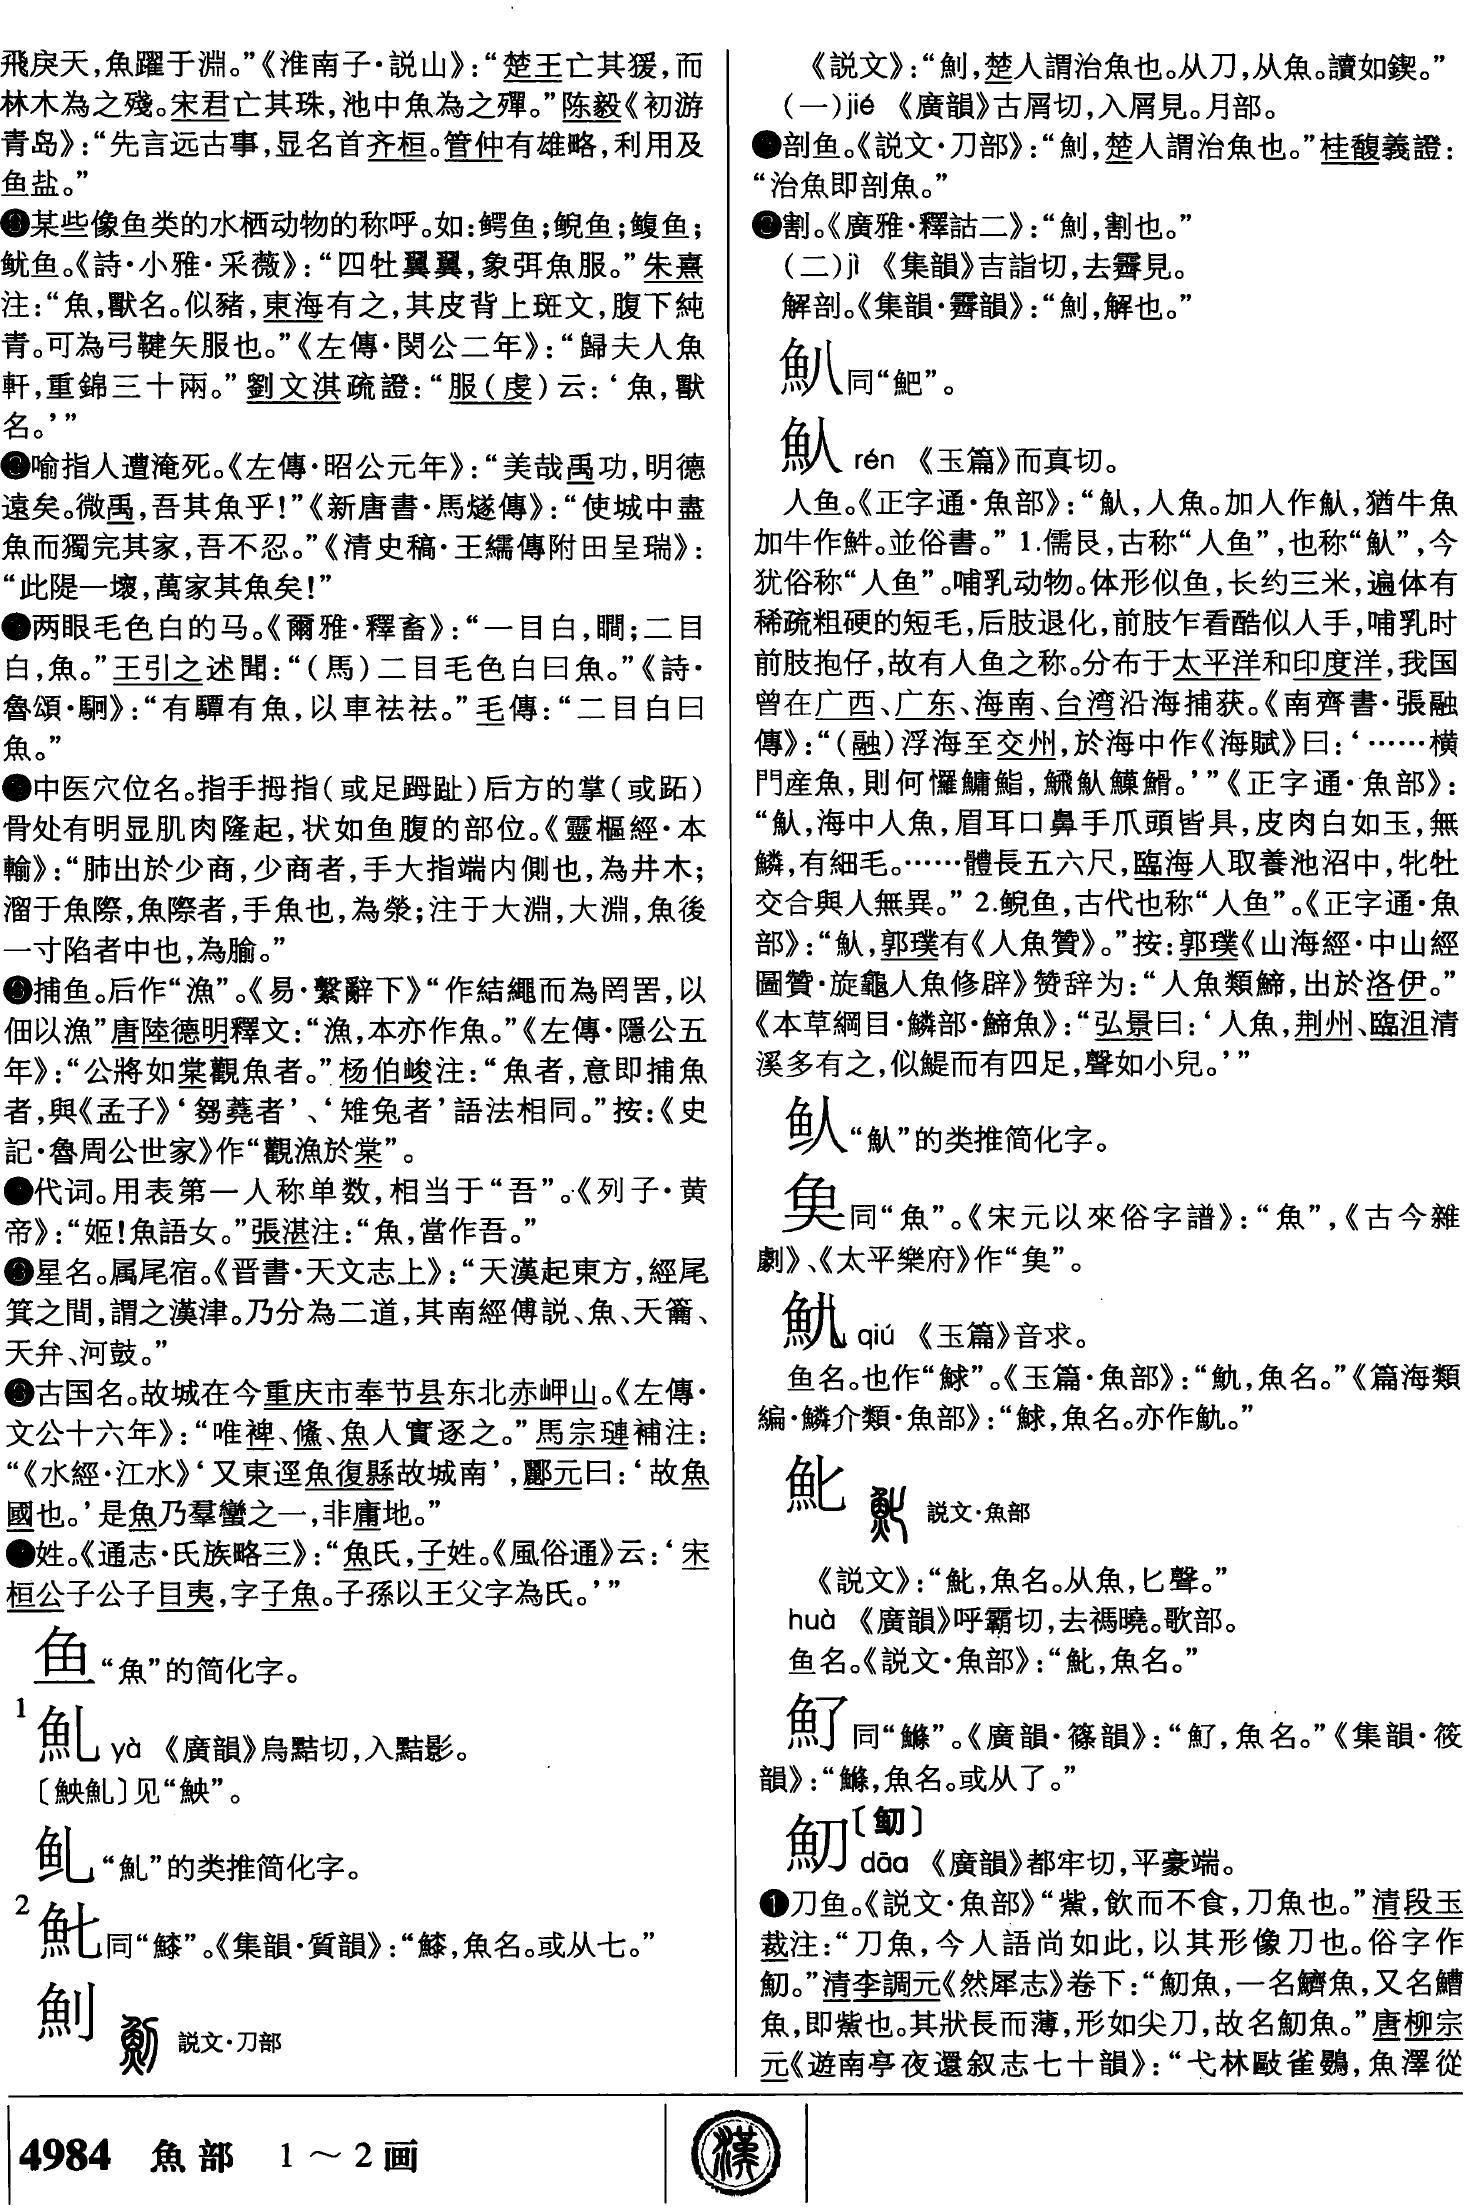 飛戾天，魚躍于淵。”《淮南子·説山》：“楚王亡其猨，而
林木為之殘。宋君亡其珠，池中魚為之殫。”陈毅《初游
青岛》：“先言远古事，显名首齐桓。管仲有雄略，利用及
鱼盐。”
某些像鱼类的水栖动物的称呼。如：鳄鱼；鲵鱼；鳆鱼；
鱿鱼。《詩·小雅·采薇》：“四牡翼翼，象弭魚服。”朱熹
注：“魚，獸名。似豬，東海有之，其皮背上斑文，腹下純
青。可為弓鞬矢服也。”《左傳·閔公二年》：“歸夫人魚
軒，重錦三十兩。”劉文淇疏證：“服(虔)云：‘魚，獸
名。’”
喻指人遭淹死。《左傳·昭公元年》：“美哉禹功，明德
遠矣。微禹，吾其魚乎！”《新唐書·馬燧傳》：“使城中盡
魚而獨完其家，吾不忍。”《清史稿·王繻傳附田呈瑞》：
“此隄一壞，萬家其魚矣！”
两眼毛色白的马。《爾雅·釋畜》：“一目白，瞷；二目
白，魚。”王引之述聞：“(馬)二目毛色白曰魚。”《詩·
魯頌·駉》：“有驔有魚，以車祛祛。”毛傳：“二目白曰
魚。”
中医穴位名。指手拇指(或足踇趾)后方的掌(或跖)
骨处有明显肌肉隆起，状如鱼腹的部位。《靈樞經·本
輸》：“肺出於少商，少商者，手大指端内側也，為井木；
溜于魚際，魚際者，手魚也，為滎；注于大淵，大淵，魚後
一寸陷者中也，為腧。”
捕鱼。后作“漁”。《易·繫辭下》“作結繩而為罔罟，以
佃以漁”唐陸德明釋文：“漁，本亦作魚。”《左傳·隱公五
年》：“公將如棠觀魚者。”杨伯峻注：“魚者，意即捕魚
者，與《孟子》‘芻蕘者’、‘雉兔者’語法相同。”按：《史
記·魯周公世家》作“觀漁於棠”。
代词。用表第一人称单数，相当于“吾”。《列子·黄
帝》：“姬！魚語女。”張湛注：“魚，當作吾。”
星名。属尾宿。《晋書·天文志上》：“天漢起東方，經尾
箕之間，謂之漢津。乃分為二道，其南經傅説、魚、天籥、
天弁、河鼓。”
古国名。故城在今重庆市奉节县东北赤岬山。《左傳·
文公十六年》：“唯裨、鯈、魚人實逐之。”馬宗璉補注：
“《水經·江水》‘又東逕魚復縣故城南’，酈元曰：‘故魚
國也。’是魚乃羣蠻之一，非庸地。”
姓。《通志·氏族略三》：“魚氏，子姓。《風俗通》云：‘宋
桓公子公子目夷，字子魚。子孫以王父字為氏。’”
鱼 “魚”的简化字。
1
魤 yà 《廣韻》烏黠切，入黠影。
〔鉠〕见“”。
“”的类推简化字。
2
同“䰲”。《集韻·質韻》：“，魚名。或从七。”
魝 説文·刀部
《説文》：“魝，楚人謂治魚也。从刀，从魚。讀如鍥。”
(一)jié 《廣韻》古屑切，入屑見。月部。
剖鱼。《説文·刀部》：“魝，楚人謂治魚也。”桂馥義證：
“治魚即剖魚。”
割。《廣雅·釋詁二》：“魝，割也。”
(二)jì 《集韻》吉詣切，去霽見。
解剖。《集韻·霽韻》：“魝，解也。”
魞同“䰾”。
魜 rén 《玉篇》而真切。
人鱼。《正字通·魚部》：“魜，人魚。加人作魜，猶牛魚
加牛作䱁。並俗書。”1.儒艮，古称“人鱼”，也称“魜”，今
犹俗称“人鱼”。哺乳动物。体形似鱼，长约三米，遍体有
稀疏粗硬的短毛，后肢退化，前肢乍看酷似人手，哺乳时
前肢抱仔，故有人鱼之称。分布于太平洋和印度洋，我国
曾在广西、广东、海南、台湾沿海捕获。《南齊書·張融
傳》：“(融)浮海至交州，於海中作《海賦》曰：‘……横
門産魚，則何㦬鱅鮨，䱀魜鱑䱻。’”《正字通·魚部》：
“魜，海中人魚，眉耳口鼻手爪頭皆具，皮肉白如玉，無
鱗，有細毛。……體長五六尺，臨海人取養池沼中，牝牡
交合與人無異。”2.鲵鱼，古代也称“人鱼”。《正字通·魚
部》：“魜，郭璞有《人魚贊》。”按：郭璞《山海經·中山經
圖贊·旋龜人魚修辟》赞辞为：“人魚類䱱，出於洛伊。”
《本草綱目·鱗部·䱱魚》：“弘景曰：‘人魚，荆州、臨沮清
溪多有之，似鯷而有四足，聲如小兒。’”
“魜”的类推简化字。
同“魚”。《宋元以來俗字譜》：“魚”，《古今雜
劇》、《太平樂府》作“”。
qiú 《玉篇》音求。
鱼名。也作“䱸”。《玉篇·魚部》：“，魚名。”《篇海類
編·鱗介類·魚部》：“，魚名。亦作。”
魤 説文·魚部
《説文》：“魤，魚名。从魚，匕聲。”
huà 《廣韻》呼霸切，去禡曉。歌部。
鱼名。《説文·魚部》：“魤，魚名。”
同“”。《廣韻·篠韻》：“，魚名。”《集韻·筱
韻》：“，魚名。或从了。”
魛〔鱽〕
dāo 《廣韻》都牢切，平豪端。
❶刀鱼。《説文·魚部》“鮆，飲而不食，刀魚也。”清段玉
裁注：“刀魚，今人語尚如此，以其形像刀也。俗字作
魛。”清李調元《然犀志》卷下：“魛魚，一名鱭魚，又名䲃
魚，即鮆也。其狀長而薄，形如尖刀，故名魛魚。”唐柳宗
元《遊南亭夜還叙志七十韻》：“弋林敺雀鷃，魚澤從
4984 魚部 1～2画
漢